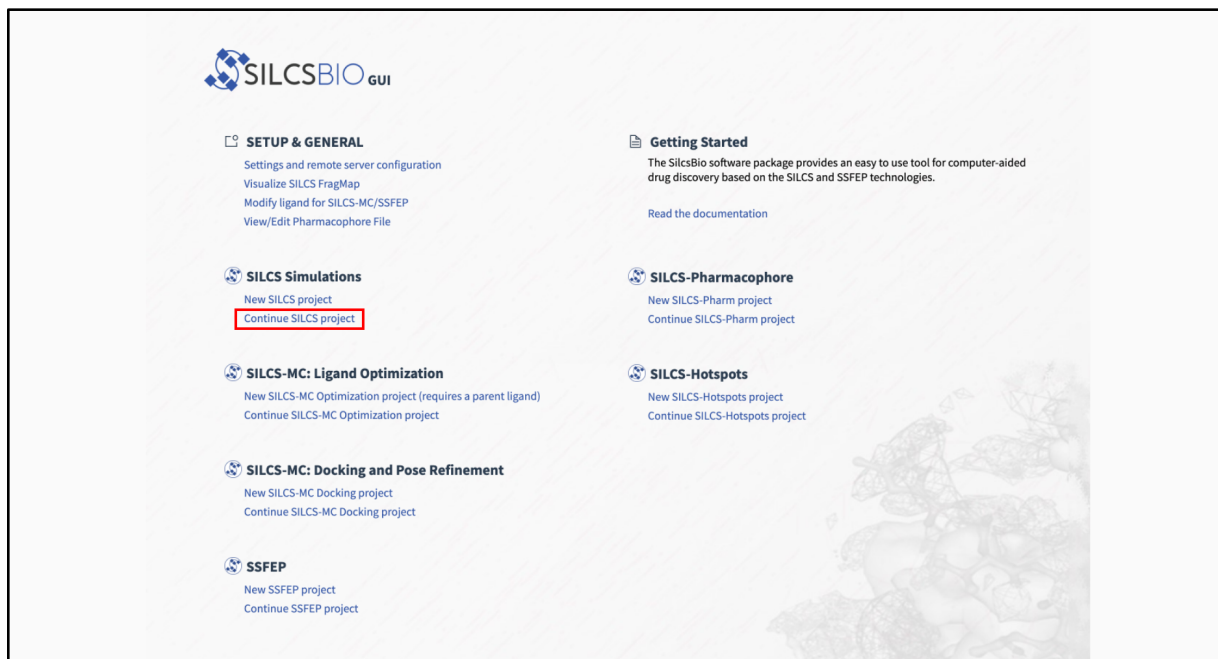 SILCSBIO GUI
SETUP & GENERAL
Settings and remote server configuration
Visualize SILCS FragMap
Modify ligand for SILCS-MC/SSFEP
View/Edit Pharmacophore File
Getting Started
The SilcsBio software package provides an easy to use tool for computer-aided
drug discovery based on the SILCS and SSFEP technologies.
Read the documentation
SILCS Simulations
New SILCS project
Continue SILCS project
SILCS-Pharmacophore
New SILCS-Pharm project
Continue SILCS-Pharm project
SILCS-MC: Ligand Optimization
New SILCS-MC Optimization project (requires a parent ligand)
Continue SILCS-MC Optimization project
SILCS-Hotspots
New SILCS-Hotspots project
Continue SILCS-Hotspots project
SILCS-MC: Docking and Pose Refinement
New SILCS-MC Docking project
Continue SILCS-MC Docking project
SSFEP
New SSFEP project
Continue SSFEP project